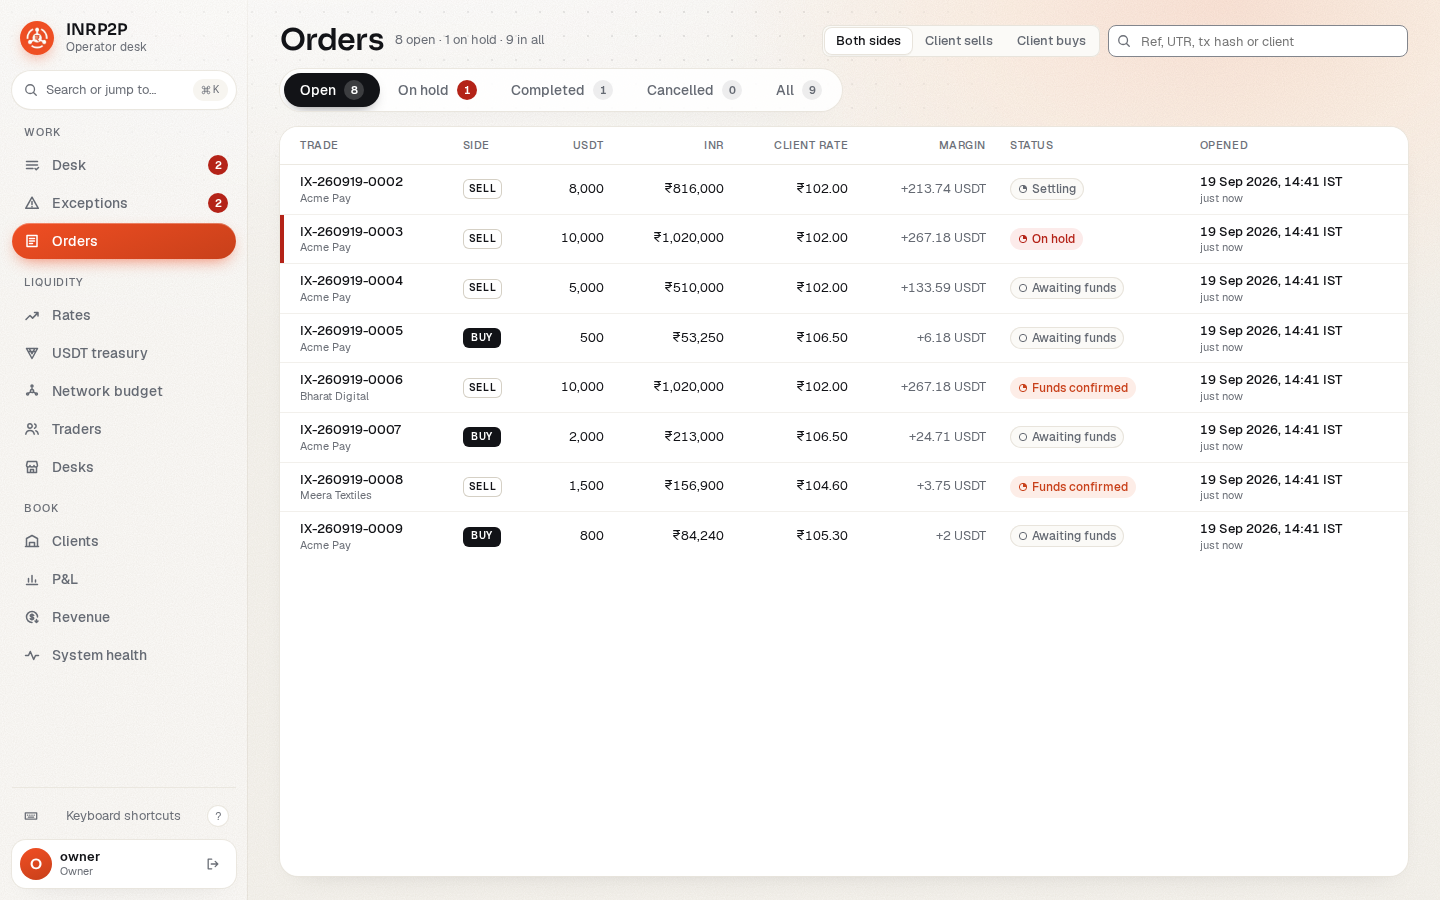 INRP2P
Operator desk
Search or jump to...
⌘K
WORK
Desk 2
Exceptions 2
Orders
LIQUIDITY
Rates
USDT treasury
Network budget
Traders
Desks
BOOK
Clients
P&L
Revenue
System health
Keyboard shortcuts ?
O
owner
Owner
Orders 8 open · 1 on hold · 9 in all
Both sides Client sells Client buys
Ref, UTR, tx hash or client
Open 8 On hold 1 Completed 1 Cancelled 0 All 9
TRADE SIDE USDT INR CLIENT RATE MARGIN STATUS OPENED
IX-260919-0002 SELL 8,000 ₹816,000 ₹102.00 +213.74 USDT Settling 19 Sep 2026, 14:41 IST
Acme Pay just now
IX-260919-0003 SELL 10,000 ₹1,020,000 ₹102.00 +267.18 USDT On hold 19 Sep 2026, 14:41 IST
Acme Pay just now
IX-260919-0004 SELL 5,000 ₹510,000 ₹102.00 +133.59 USDT Awaiting funds 19 Sep 2026, 14:41 IST
Acme Pay just now
IX-260919-0005 BUY 500 ₹53,250 ₹106.50 +6.18 USDT Awaiting funds 19 Sep 2026, 14:41 IST
Acme Pay just now
IX-260919-0006 SELL 10,000 ₹1,020,000 ₹102.00 +267.18 USDT Funds confirmed 19 Sep 2026, 14:41 IST
Bharat Digital just now
IX-260919-0007 BUY 2,000 ₹213,000 ₹106.50 +24.71 USDT Awaiting funds 19 Sep 2026, 14:41 IST
Acme Pay just now
IX-260919-0008 SELL 1,500 ₹156,900 ₹104.60 +3.75 USDT Funds confirmed 19 Sep 2026, 14:41 IST
Meera Textiles just now
IX-260919-0009 BUY 800 ₹84,240 ₹105.30 +2 USDT Awaiting funds 19 Sep 2026, 14:41 IST
Acme Pay just now